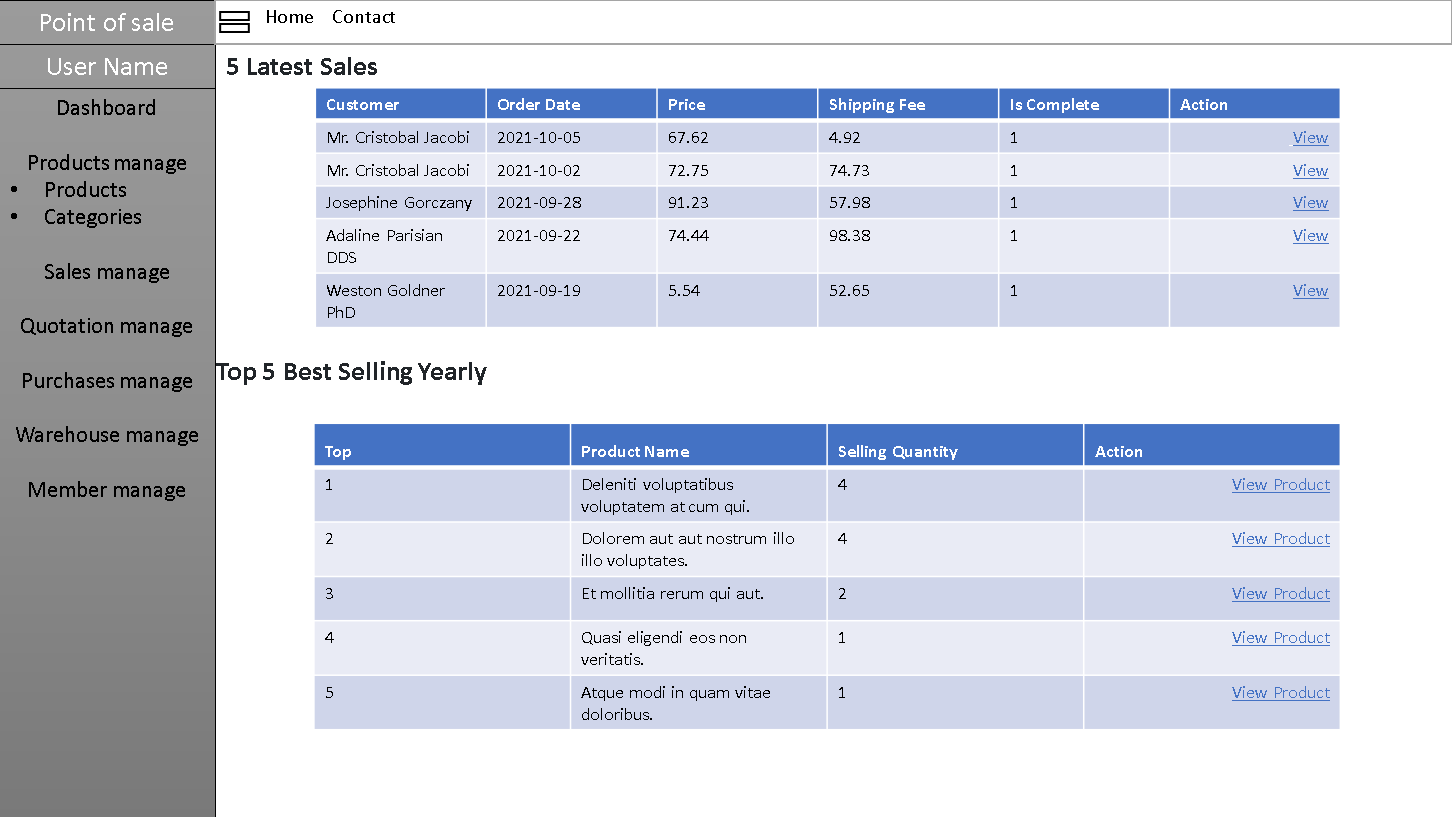 Point of sale
Home Contact
User Name
Dashboard
Products manage
• Products
• Categories
Sales manage
Quotation manage
Purchases manage
Warehouse manage
Member manage
5 Latest Sales
Customer Order Date Price Shipping Fee Is Complete Action
Mr. Cristobal Jacobi 2021-10-05 67.62 4.92 1 View
Mr. Cristobal Jacobi 2021-10-02 72.75 74.73 1 View
Josephine Gorczany 2021-09-28 91.23 57.98 1 View
Adaline Parisian 2021-09-22 74.44 98.38 1 View
DDS
Weston Goldner 2021-09-19 5.54 52.65 1 View
PhD
Top 5 Best Selling Yearly
Top Product Name Selling Quantity Action
1 Deleniti voluptatibus 4 View Product
voluptatem at cum qui.
2 Dolorem aut aut nostrum illo 4 View Product
illo voluptates.
3 Et mollitia rerum qui aut. 2 View Product
4 Quasi eligendi eos non 1 View Product
veritatis.
5 Atque modi in quam vitae 1 View Product
doloribus.